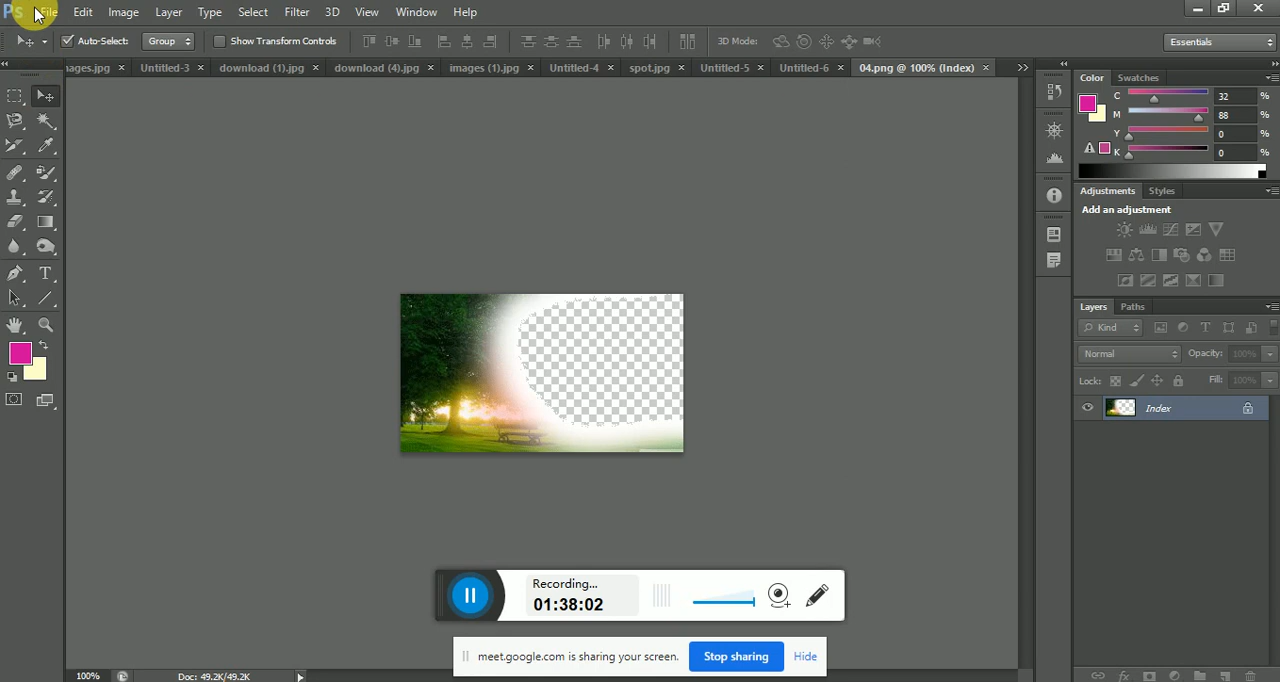 Ps File Edit Image Layer Type Select Filter 3D View Window Help
Auto-Select: Group Show Transform Controls 3D Mode: Essentials
ages.jpg × Untitled-3 × download (1).jpg × download (4).jpg × images (1).jpg × Untitled-4 × spot.jpg × Untitled-5 × Untitled-6 × 04.png @ 100% (Index) ×
Color Swatches
C 32 %
M 88 %
Y 0 %
K 0 %
Adjustments Styles
Add an adjustment
Layers Paths
Kind
Normal Opacity: 100%
Lock: Fill: 100%
Index
Recording...
01:38:02
meet.google.com is sharing your screen. Stop sharing Hide
100% Doc: 49.2K/49.2K